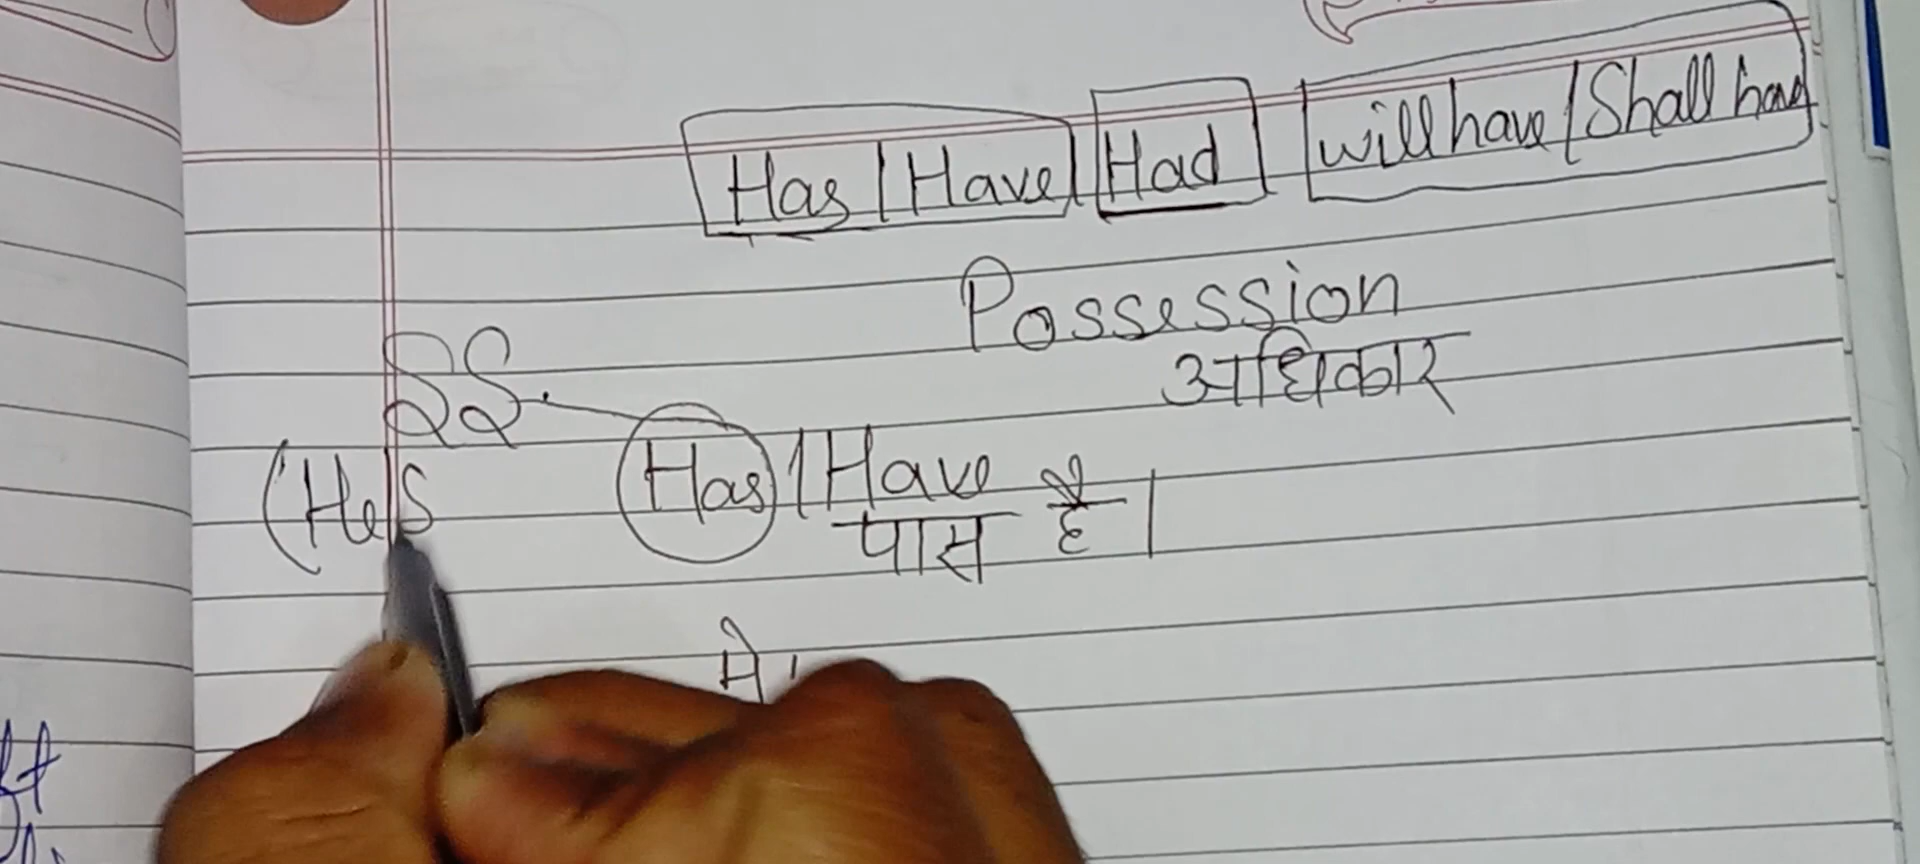 Has / Have / Had will have / Shall have
Possession
अधिकार
SS.
(He, S Has / Have
पास है।
मे